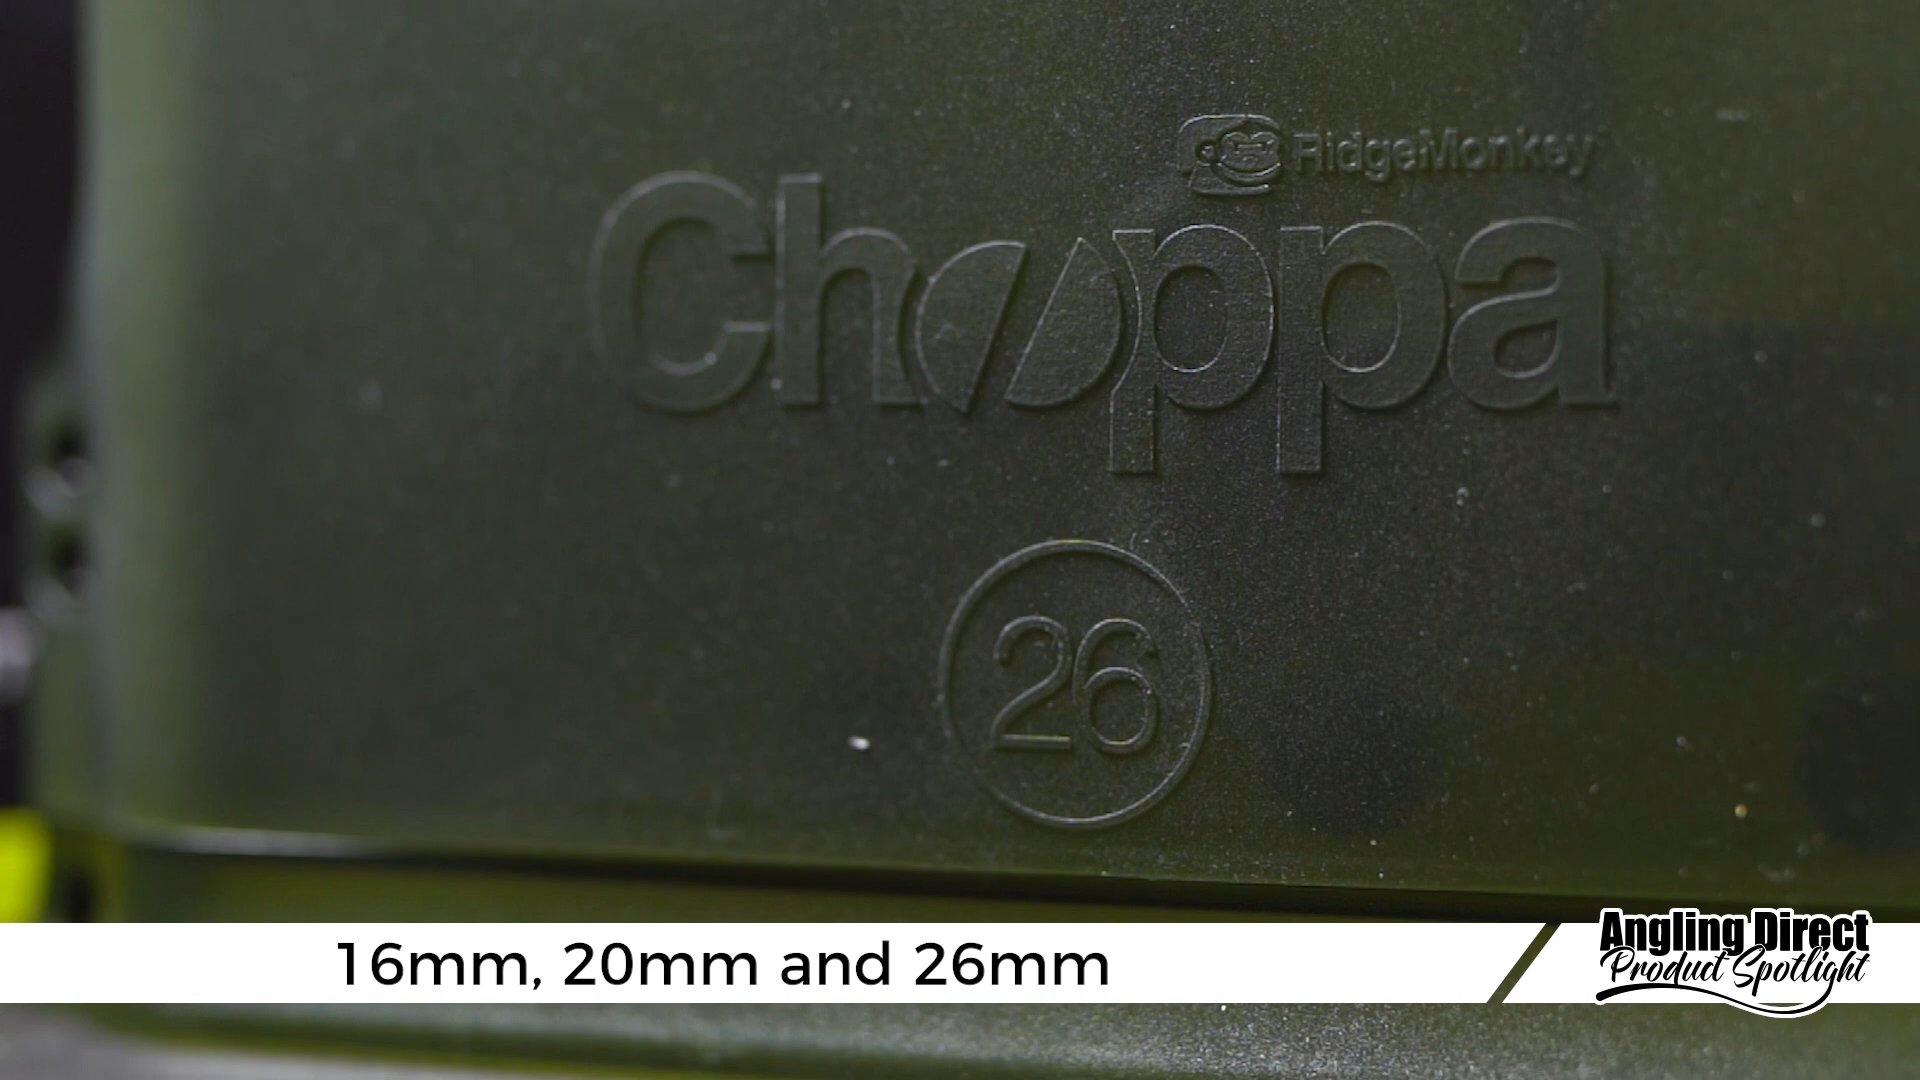 RidgeMonkey
Choppa
26
16mm, 20mm and 26mm
Angling Direct
Product Spotlight